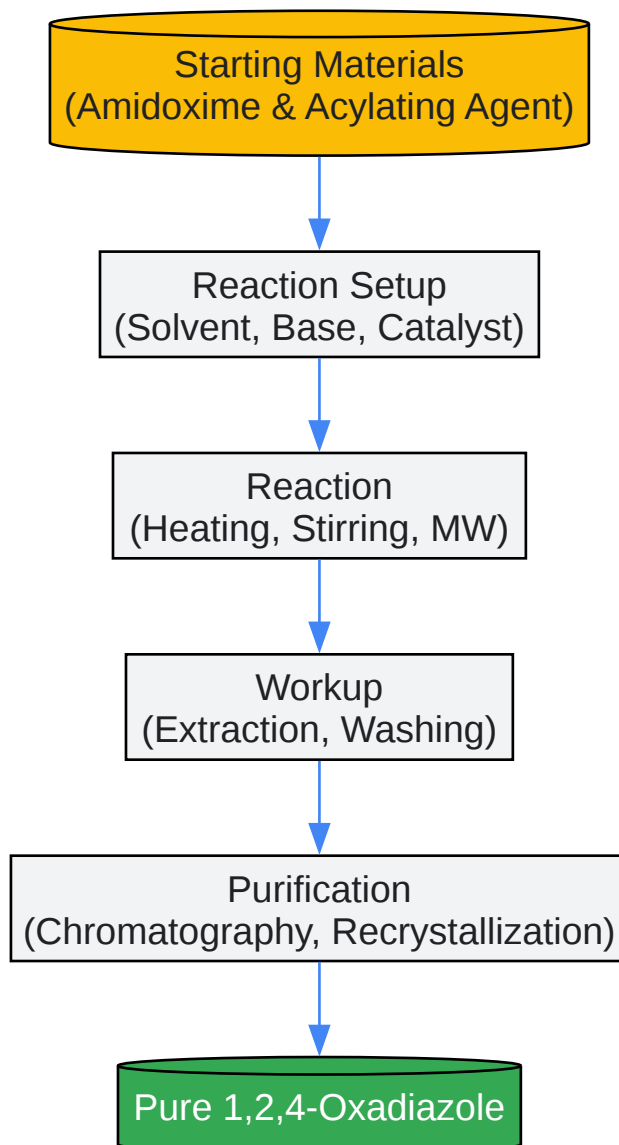 Starting Materials
(Amidoxime & Acylating Agent)
Reaction Setup
(Solvent, Base, Catalyst)
Reaction
(Heating, Stirring, MW)
Workup
(Extraction, Washing)
Purification
(Chromatography, Recrystallization)
Pure 1,2,4-Oxadiazole